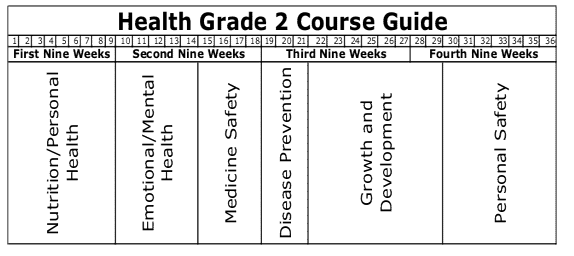 Health Grade 2 Course Guide
1 2 3 4 5 6 7 8 9 10 11 12 13 14 15 16 17 18 19 20 21 22 23 24 25 26 27 28 29 30 31 32 33 34 35 36
First Nine Weeks Second Nine Weeks Third Nine Weeks Fourth Nine Weeks
Nutrition/Personal
Health
Emotional/Mental
Health
Medicine Safety
Disease Prevention
Growth and
Development
Personal Safety